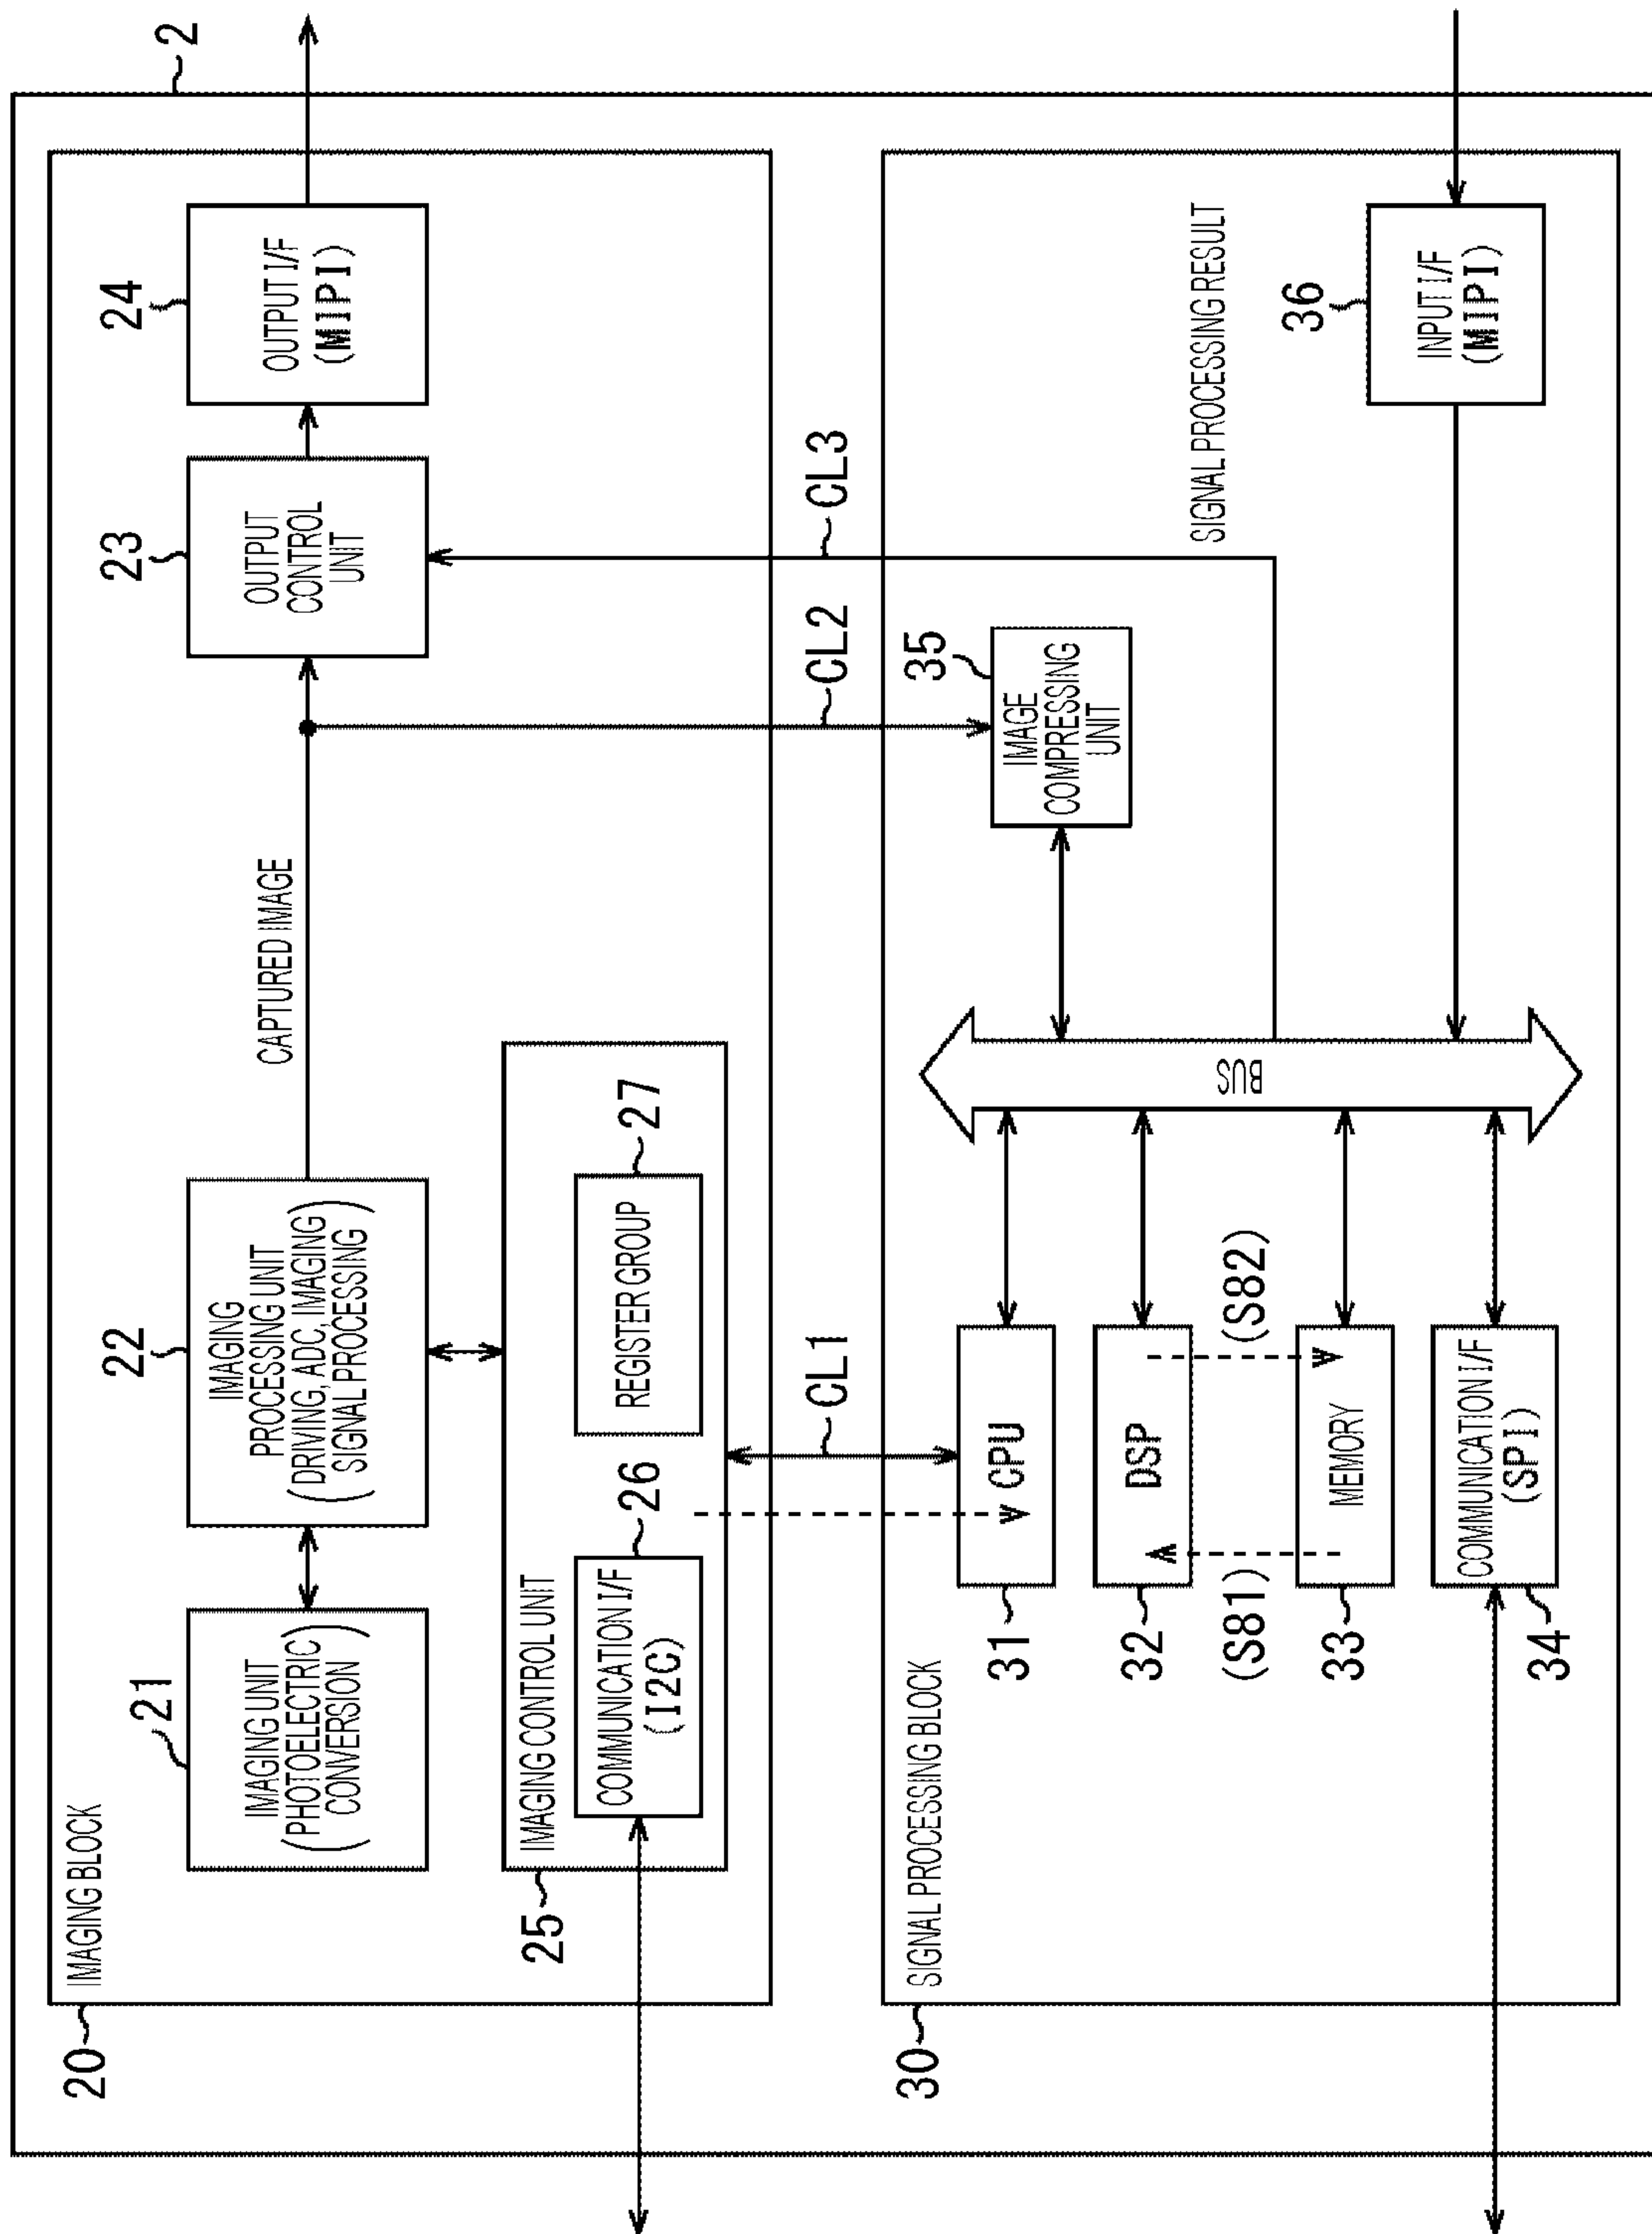 2
20
IMAGING BLOCK
21
IMAGING UNIT
(PHOTOELECTRIC
CONVERSION)
22
IMAGING
PROCESSING UNIT
(DRIVING, ADC, IMAGING
SIGNAL PROCESSING)
CAPTURED IMAGE
23
OUTPUT
CONTROL
UNIT
24
OUTPUT I/F
(MIPI)
25
IMAGING CONTROL UNIT
26
COMMUNICATION I/F
(I2C)
27
REGISTER GROUP
CL1
CL2
CL3
30
SIGNAL PROCESSING BLOCK
31
CPU
32
DSP
(S81)
(S82)
33
MEMORY
34
COMMUNICATION I/F
(SPI)
BUS
35
IMAGE
COMPRESSING
UNIT
SIGNAL PROCESSING RESULT
36
INPUT I/F
(MIPI)